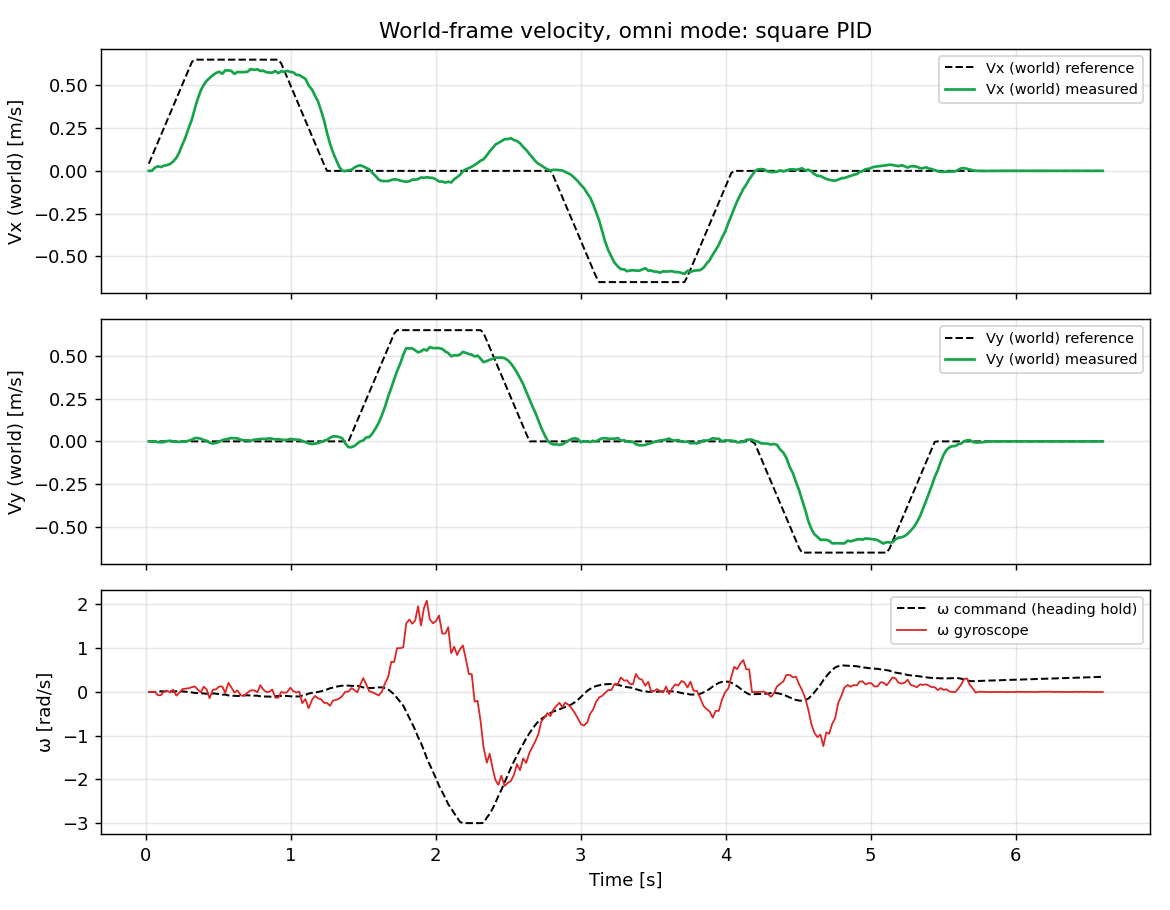 World-frame velocity, omni mode: square PID
Vx (world) [m/s]
0.50
0.25
0.00
−0.25
−0.50
Vx (world) reference
Vx (world) measured
Vy (world) [m/s]
0.50
0.25
0.00
−0.25
−0.50
Vy (world) reference
Vy (world) measured
ω [rad/s]
2
1
0
−1
−2
−3
ω command (heading hold)
ω gyroscope
0 1 2 3 4 5 6
Time [s]